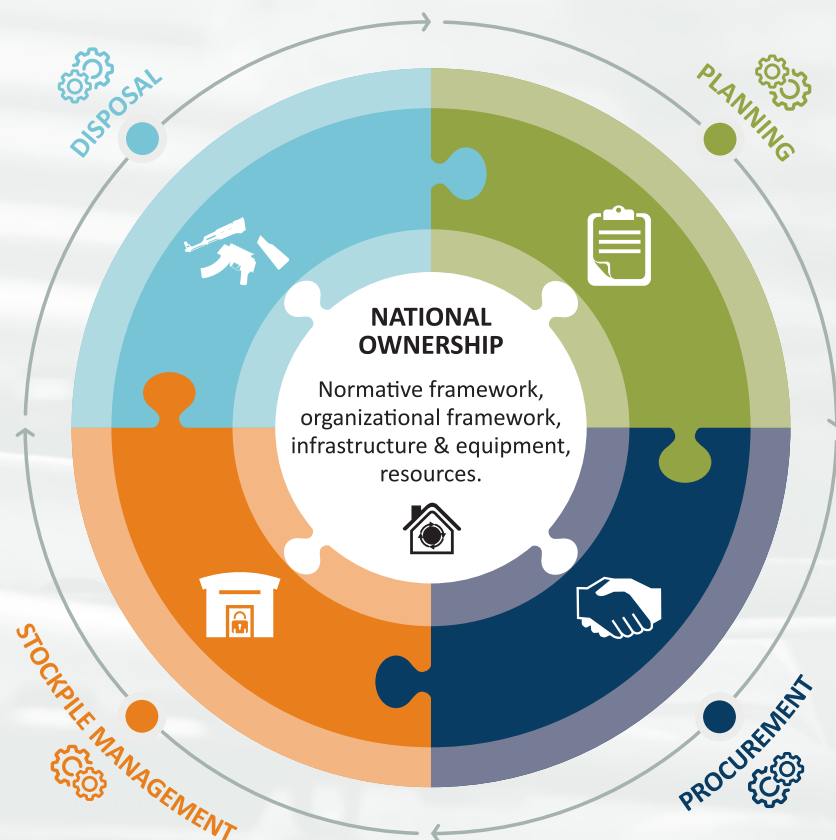 DISPOSAL
PLANNING
NATIONAL
OWNERSHIP
Normative framework,
organizational framework,
infrastructure & equipment,
resources.
STOCKPILE MANAGEMENT
PROCUREMENT